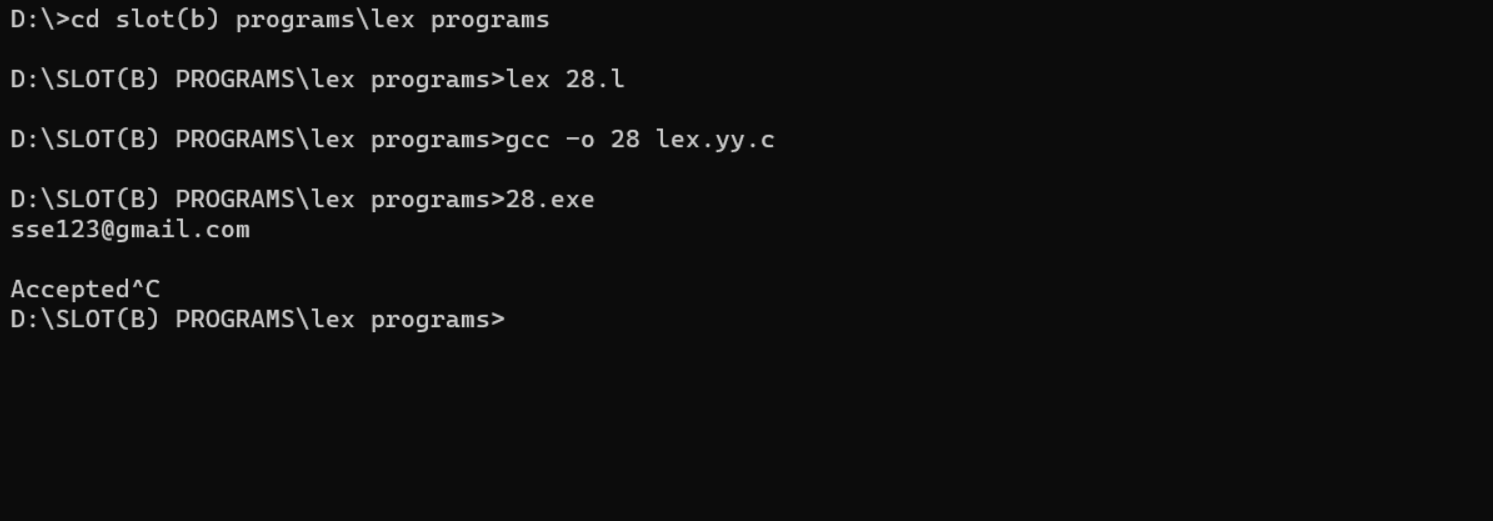 D:\>cd slot(b) programs\lex programs
D:\SLOT(B) PROGRAMS\lex programs>lex 28.l
D:\SLOT(B) PROGRAMS\lex programs>gcc -o 28 lex.yy.c
D:\SLOT(B) PROGRAMS\lex programs>28.exe
sse123@gmail.com
Accepted^C
D:\SLOT(B) PROGRAMS\lex programs>